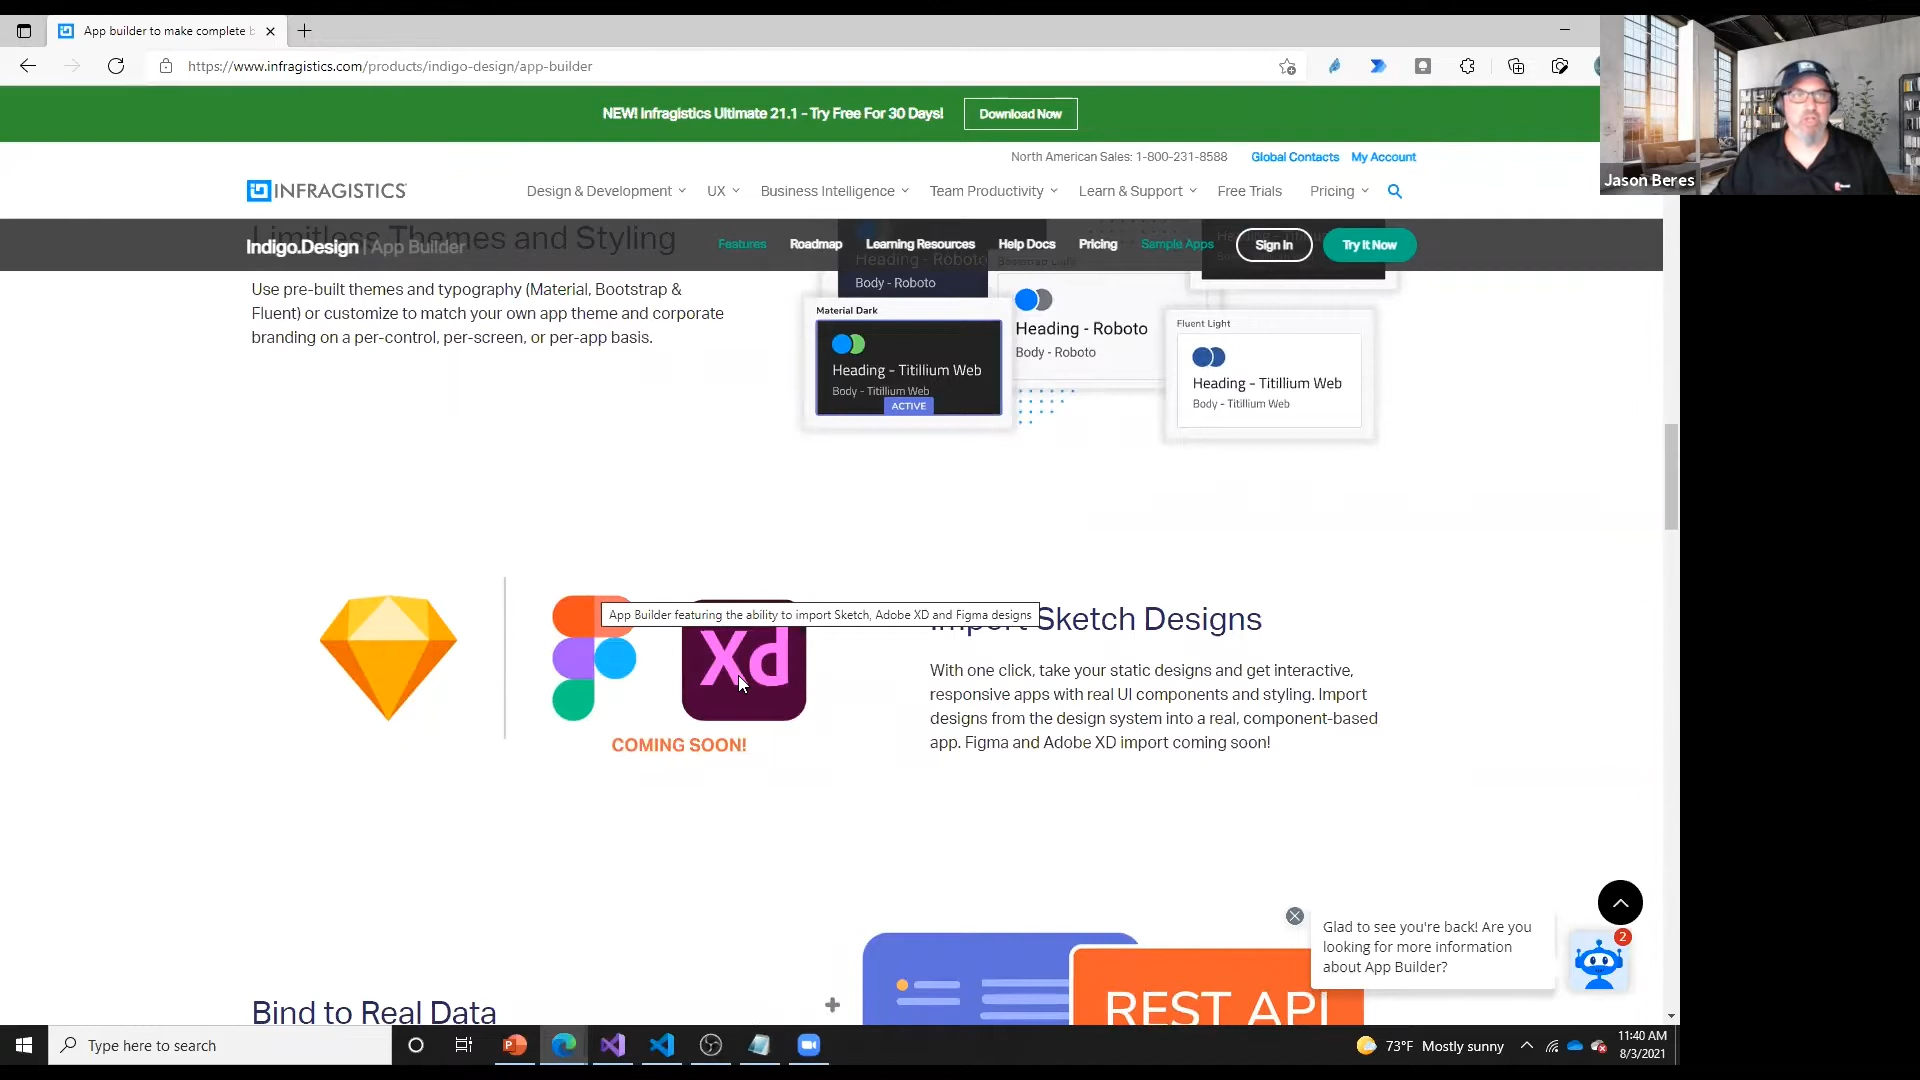 App builder to make complete b
https://www.infragistics.com/products/indigo-design/app-builder
NEW! Infragistics Ultimate 21.1 - Try Free For 30 Days!
Download Now
North American Sales: 1-800-231-8588
Global Contacts
My Account
INFRAGISTICS
Design & Development
UX
Business Intelligence
Team Productivity
Learn & Support
Free Trials
Pricing
Jason Beres
Limitless Themes and Styling
Indigo.Design | App Builder
Features
Roadmap
Learning Resources
Help Docs
Pricing
Sample Apps
Sign In
Try It Now
Use pre-built themes and typography (Material, Bootstrap &
Fluent) or customize to match your own app theme and corporate
branding on a per-control, per-screen, or per-app basis.
Heading - Roboto
Body - Roboto
Material Dark
Heading - Titillium Web
Body - Titillium Web
ACTIVE
Heading - Roboto
Body - Roboto
Fluent Light
Heading - Titillium Web
Body - Titillium Web
App Builder featuring the ability to import Sketch, Adobe XD and Figma designs
Xd
COMING SOON!
Import Sketch Designs
With one click, take your static designs and get interactive,
responsive apps with real UI components and styling. Import
designs from the design system into a real, component-based
app. Figma and Adobe XD import coming soon!
Glad to see you're back! Are you
looking for more information
about App Builder?
2
Bind to Real Data
REST API
Type here to search
73°F Mostly sunny
11:40 AM
8/3/2021